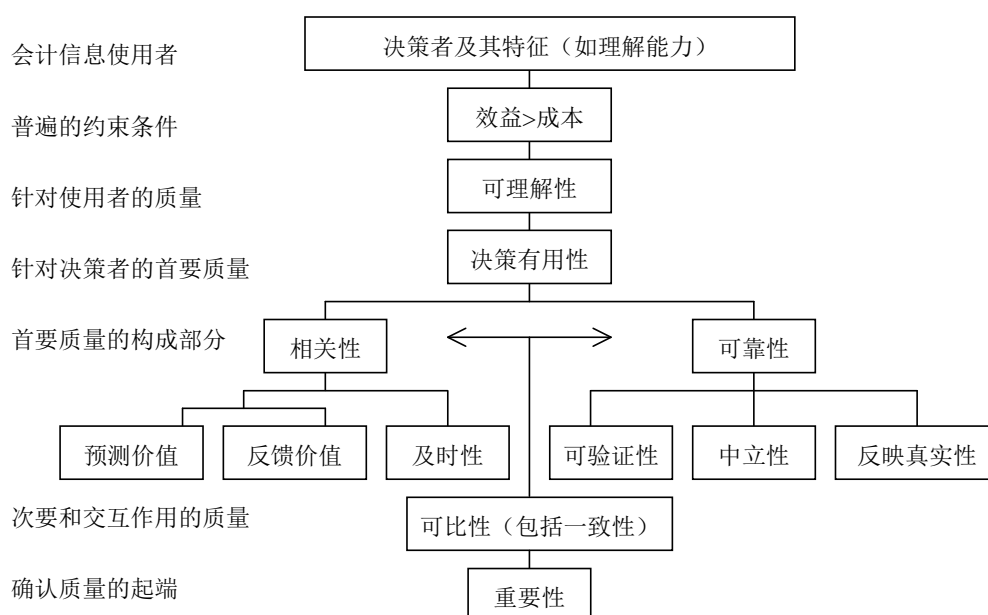 会计信息使用者
决策者及其特征（如理解能力）
普遍的约束条件
效益>成本
针对使用者的质量
可理解性
针对决策者的首要质量
决策有用性
首要质量的构成部分
相关性
可靠性
预测价值
反馈价值
及时性
可验证性
中立性
反映真实性
次要和交互作用的质量
可比性（包括一致性）
确认质量的起端
重要性